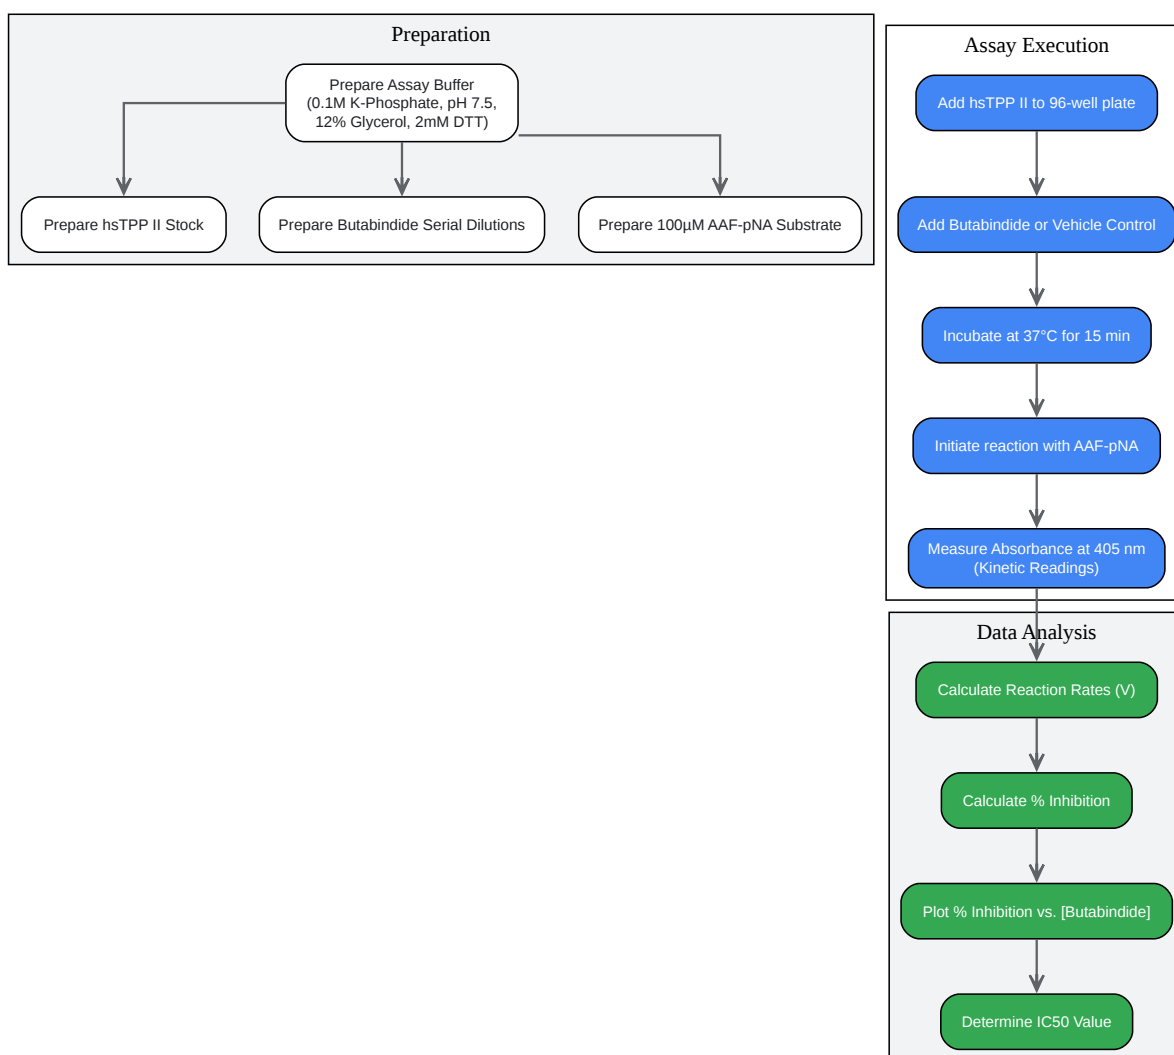 Preparation
Prepare Assay Buffer
(0.1M K-Phosphate, pH 7.5,
12% Glycerol, 2mM DTT)
Prepare hsTPP II Stock
Prepare Butabindide Serial Dilutions
Prepare 100µM AAF-pNA Substrate
Assay Execution
Add hsTPP II to 96-well plate
Add Butabindide or Vehicle Control
Incubate at 37°C for 15 min
Initiate reaction with AAF-pNA
Measure Absorbance at 405 nm
(Kinetic Readings)
Data Analysis
Calculate Reaction Rates (V)
Calculate % Inhibition
Plot % Inhibition vs. [Butabindide]
Determine IC50 Value